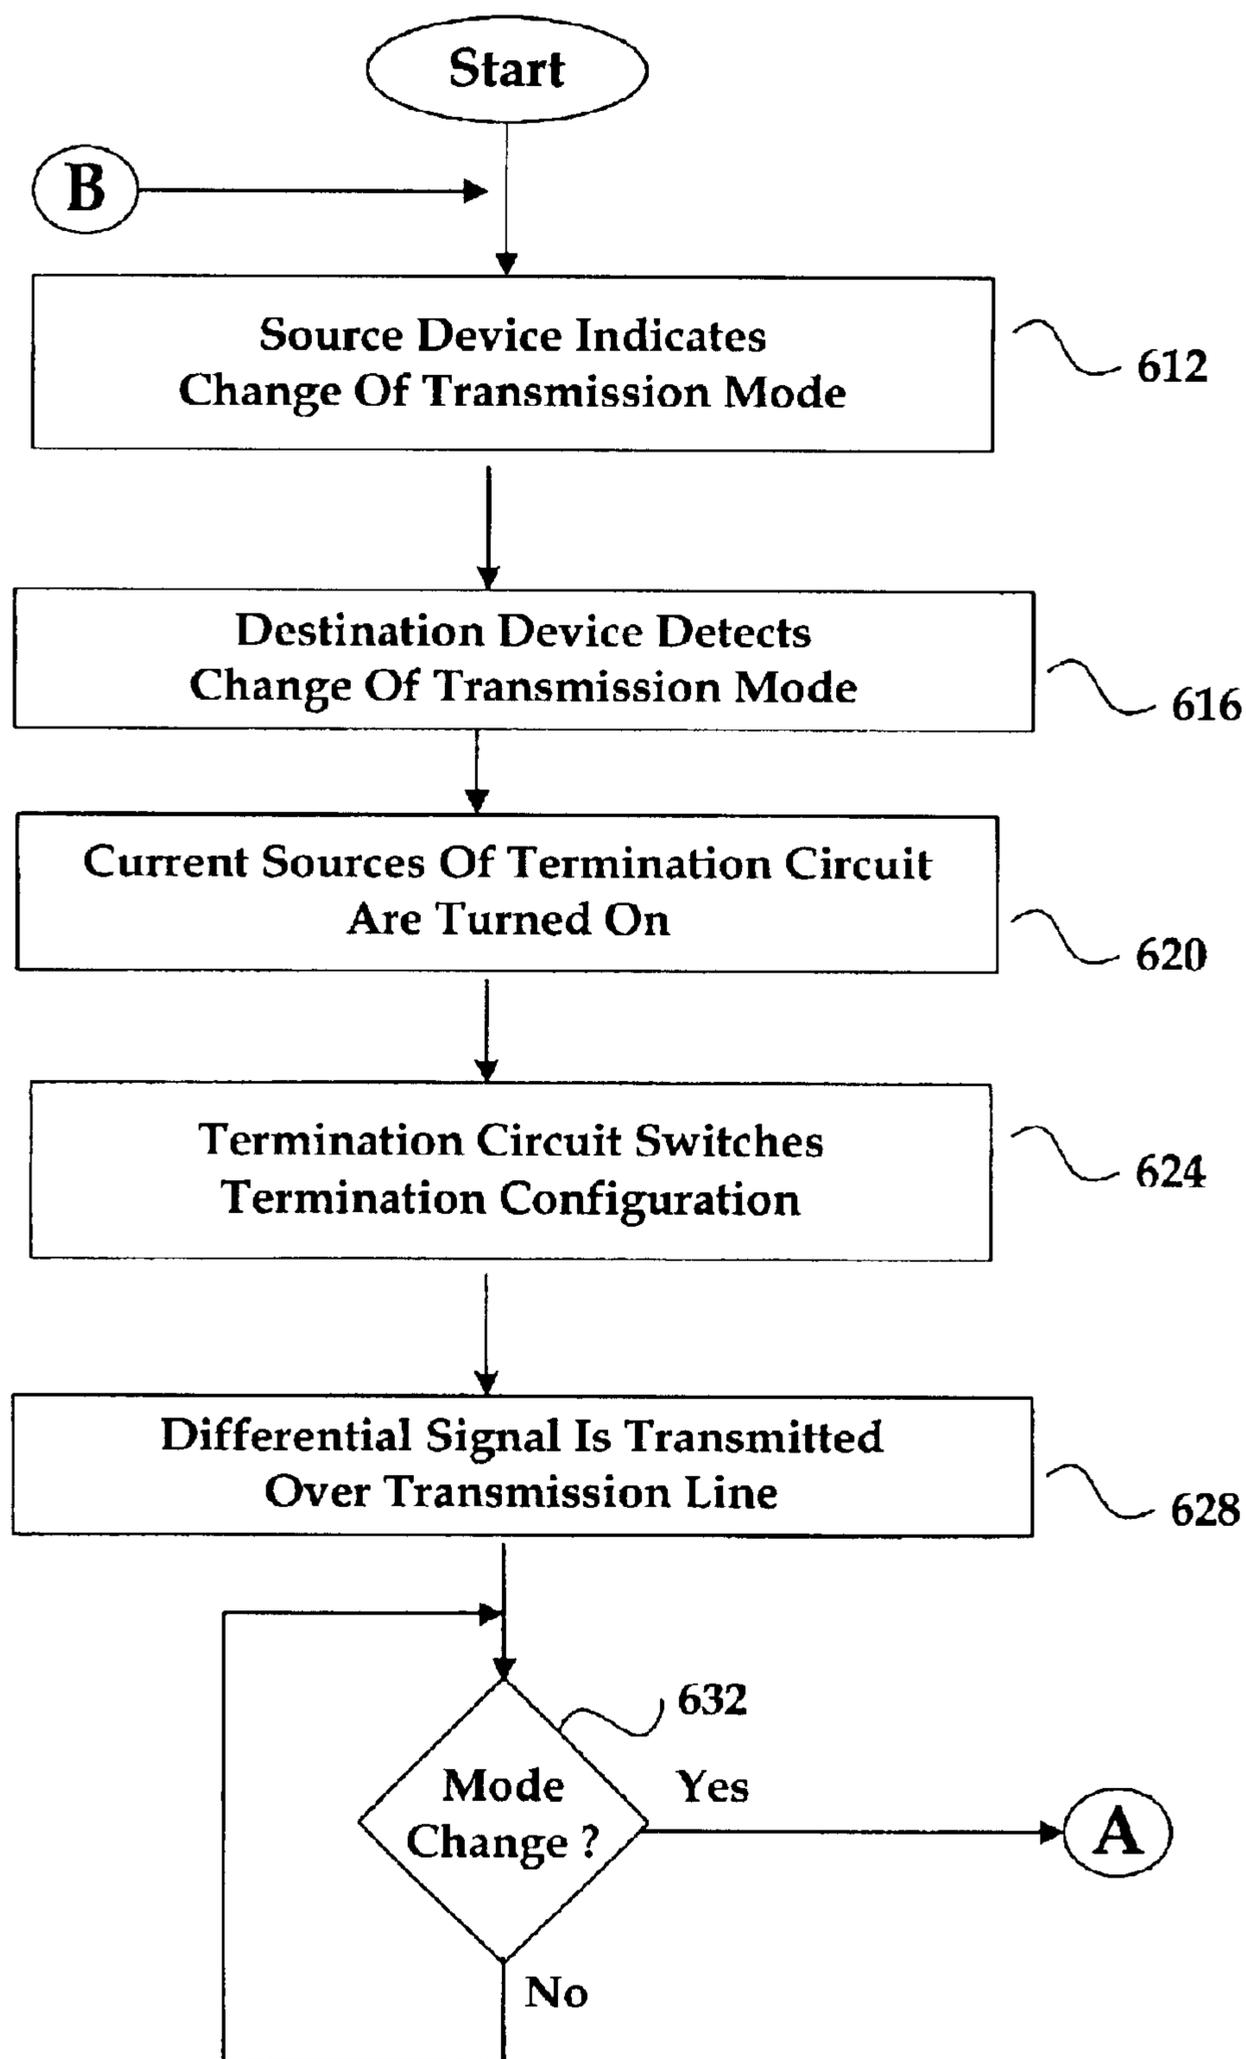 Start
B
Source Device Indicates
Change Of Transmission Mode
612
Destination Device Detects
Change Of Transmission Mode
616
Current Sources Of Termination Circuit
Are Turned On
620
Termination Circuit Switches
Termination Configuration
624
Differential Signal Is Transmitted
Over Transmission Line
628
632
Mode
Change ?
Yes
A
No